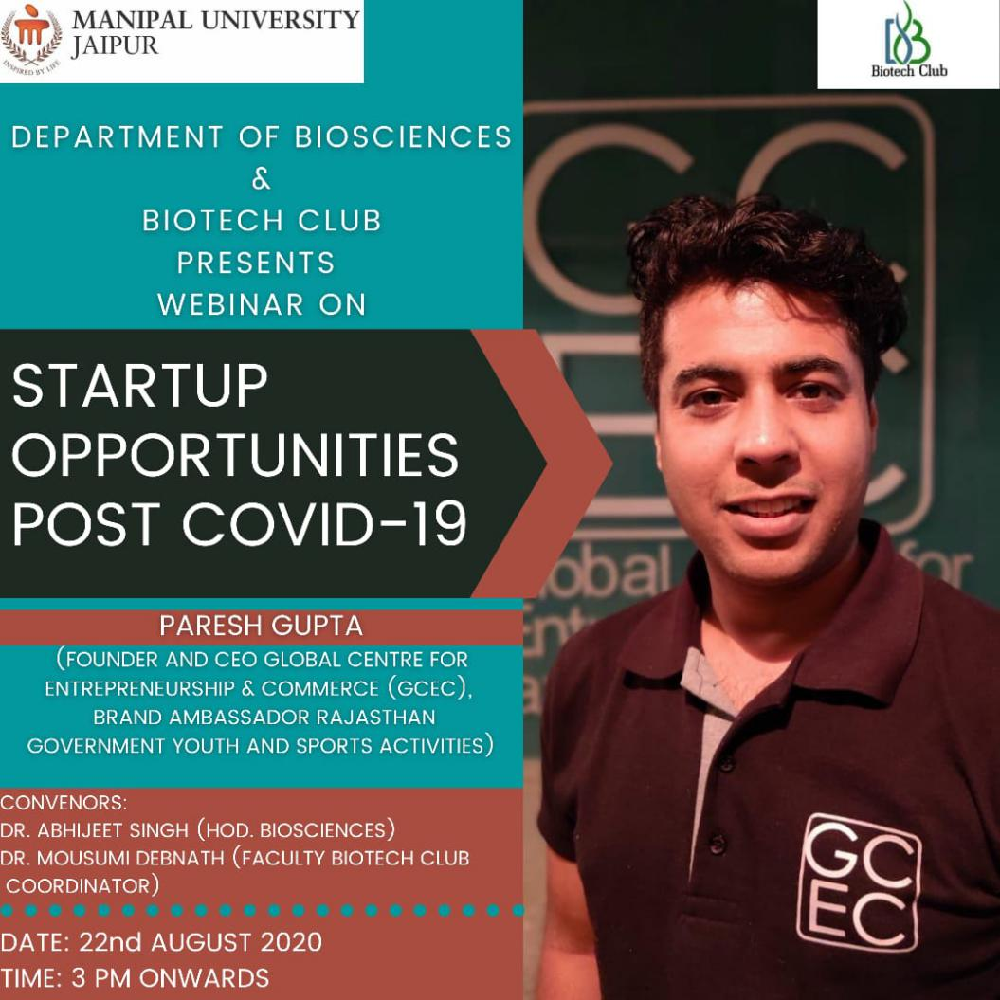 MANIPAL UNIVERSITY
JAIPUR
INSPIRED BY LIFE
Biotech Club
DEPARTMENT OF BIOSCIENCES
&
BIOTECH CLUB
PRESENTS
WEBINAR ON
STARTUP
OPPORTUNITIES
POST COVID-19
PARESH GUPTA
(FOUNDER AND CEO GLOBAL CENTRE FOR
ENTREPRENEURSHIP & COMMERCE (GCEC),
BRAND AMBASSADOR RAJASTHAN
GOVERNMENT YOUTH AND SPORTS ACTIVITIES)
CONVENORS:
DR. ABHIJEET SINGH (HOD. BIOSCIENCES)
DR. MOUSUMI DEBNATH (FACULTY BIOTECH CLUB
COORDINATOR)
DATE: 22nd AUGUST 2020
TIME: 3 PM ONWARDS
GC
EC
for
GC
EC